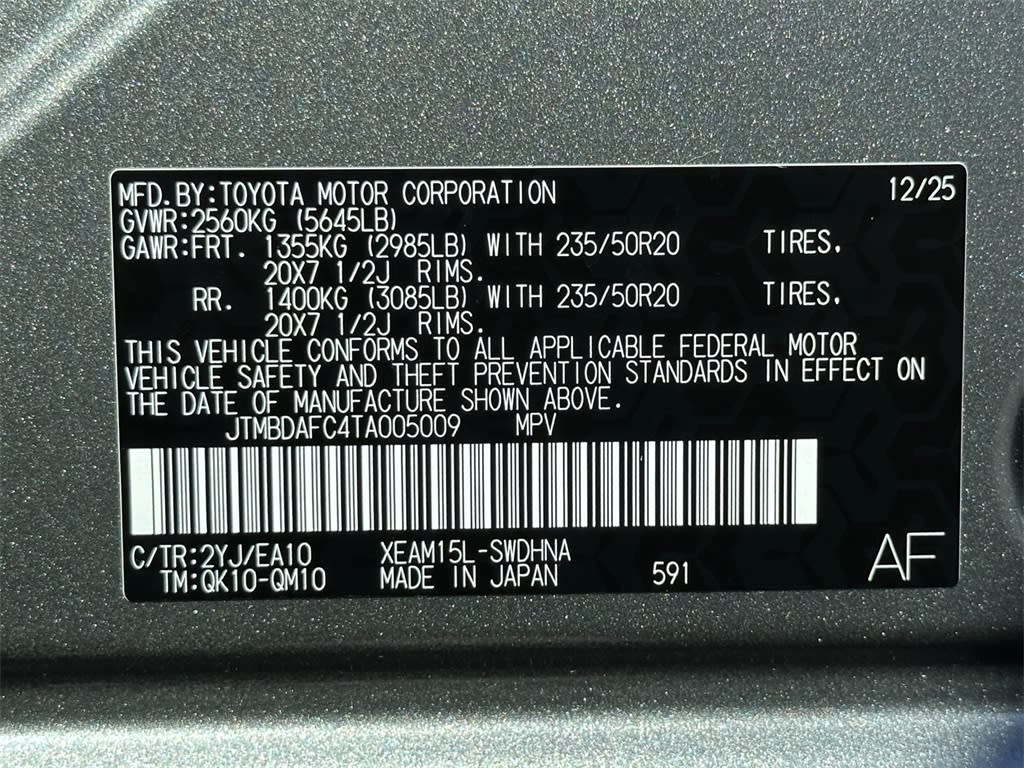 MFD.BY:TOYOTA MOTOR CORPORATION 12/25
GVWR:2560KG (5645LB)
GAWR:FRT. 1355KG (2985LB) WITH 235/50R20 TIRES.
20X7 1/2J RIMS.
RR. 1400KG (3085LB) WITH 235/50R20 TIRES.
20X7 1/2J RIMS.
THIS VEHICLE CONFORMS TO ALL APPLICABLE FEDERAL MOTOR
VEHICLE SAFETY AND THEFT PREVENTION STANDARDS IN EFFECT ON
THE DATE OF MANUFACTURE SHOWN ABOVE.
JTMBDAFC4TA005009 MPV
C/TR:2YJ/EA10 XEAM15L-SWDHNA
TM:QK10-QM10 MADE IN JAPAN 591 AF